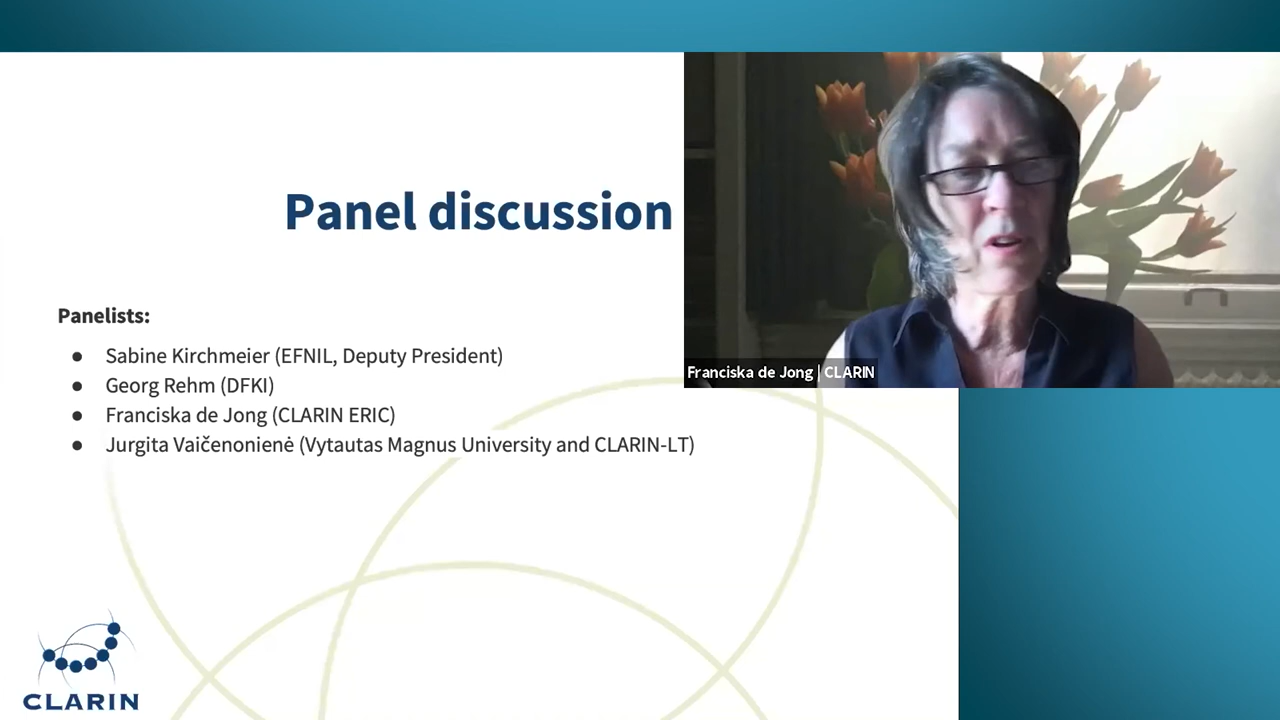 Panel discussion
Panelists:
● Sabine Kirchmeier (EFNIL, Deputy President)
● Georg Rehm (DFKI)
● Franciska de Jong (CLARIN ERIC)
● Jurgita Vaičenonienė (Vytautas Magnus University and CLARIN-LT)
Franciska de Jong | CLARIN
CLARIN